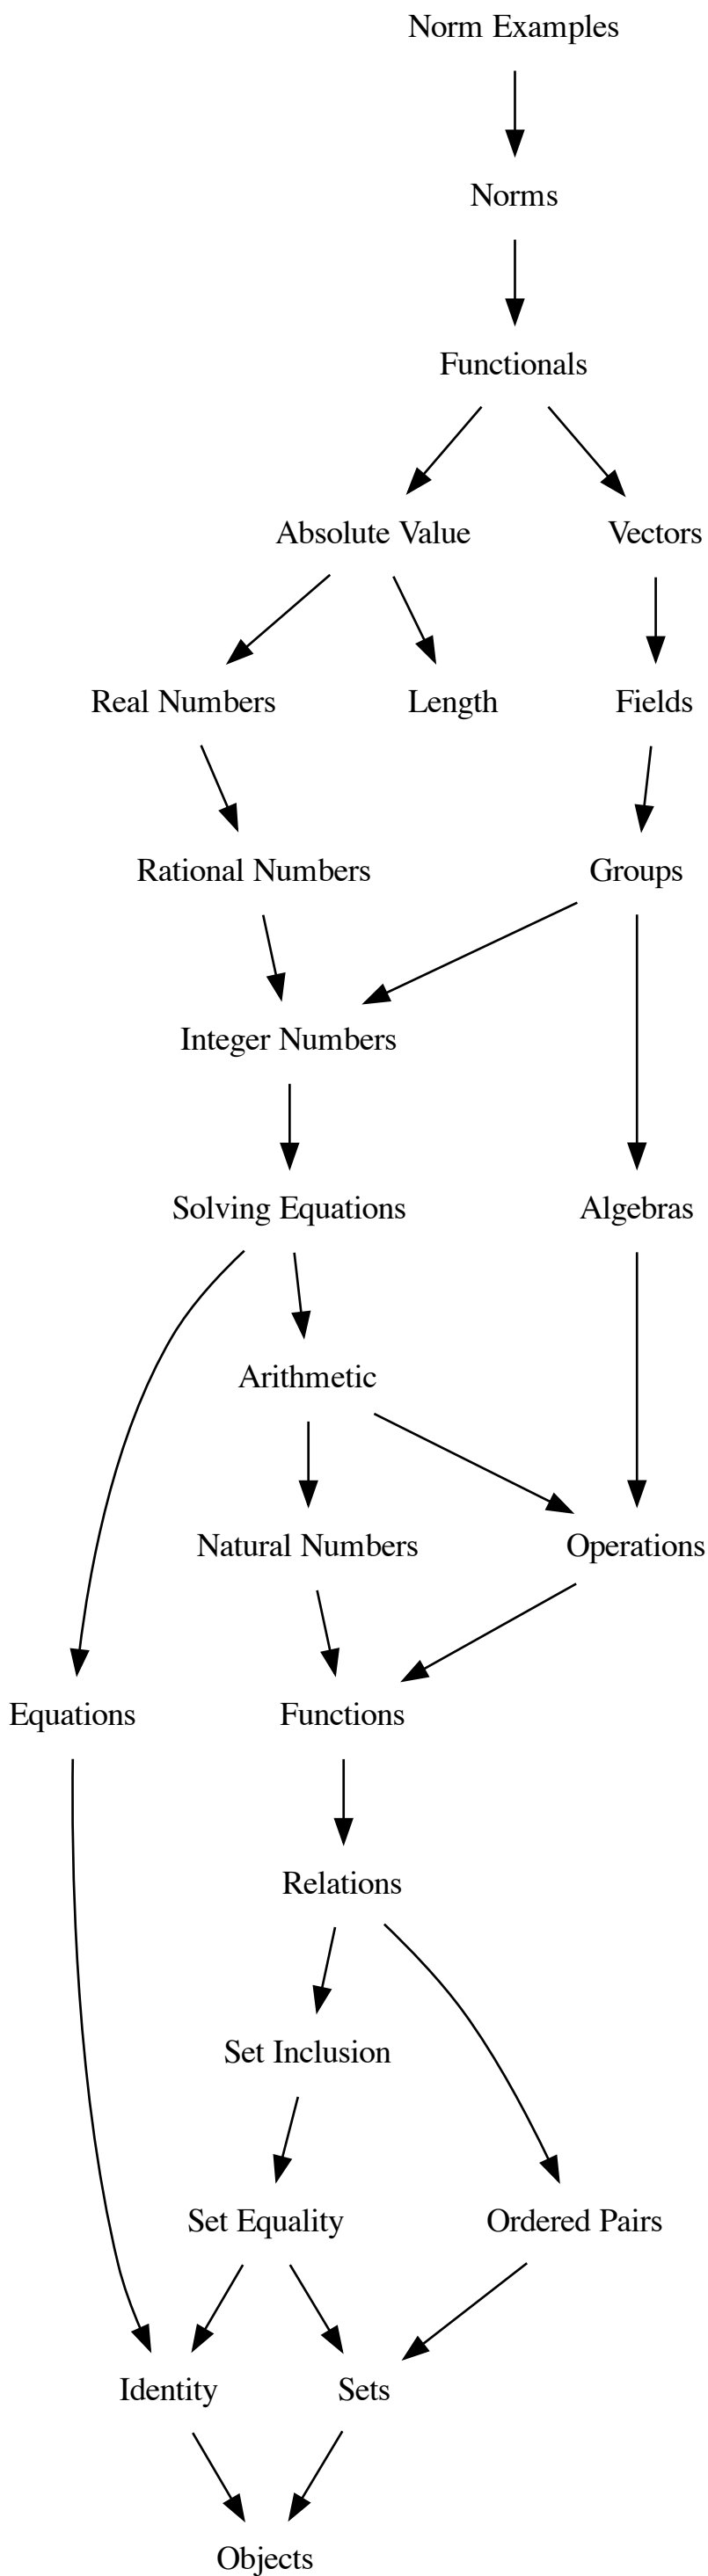 Norm Examples
Norms
Functionals
Absolute Value
Vectors
Real Numbers
Length
Fields
Rational Numbers
Groups
Integer Numbers
Solving Equations
Algebras
Arithmetic
Natural Numbers
Operations
Equations
Functions
Relations
Set Inclusion
Set Equality
Ordered Pairs
Identity
Sets
Objects